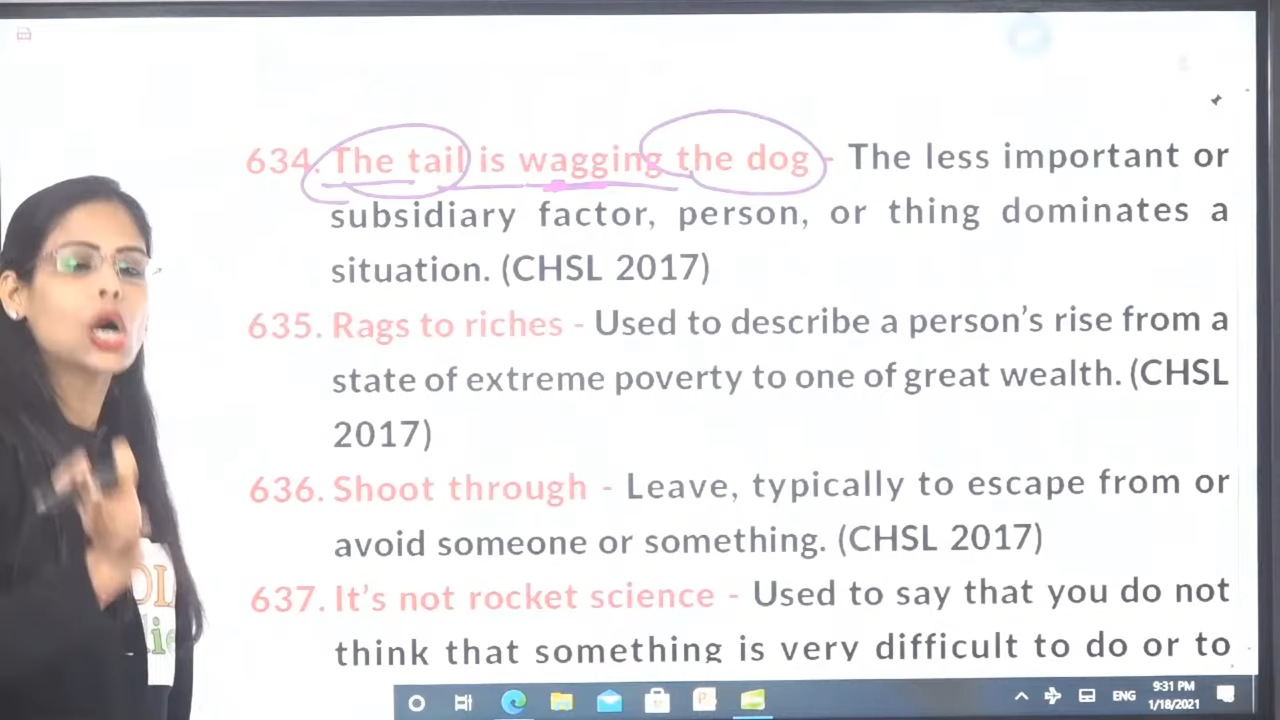 634. The tail is wagging the dog - The less important or
subsidiary factor, person, or thing dominates a
situation. (CHSL 2017)
635. Rags to riches - Used to describe a person's rise from a
state of extreme poverty to one of great wealth. (CHSL
2017)
636. Shoot through - Leave, typically to escape from or
avoid someone or something. (CHSL 2017)
637. It's not rocket science - Used to say that you do not
think that something is very difficult to do or to
ENG
9:31 PM
1/18/2021